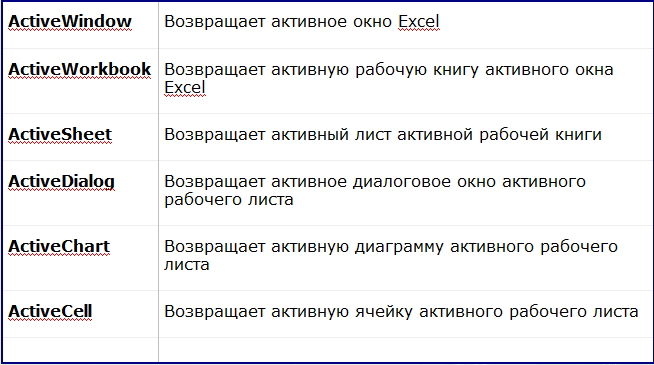 ActiveWindow Возвращает активное окно Excel
ActiveWorkbook Возвращает активную рабочую книгу активного окна
Excel
ActiveSheet Возвращает активный лист активной рабочей книги
ActiveDialog Возвращает активное диалоговое окно активного
рабочего листа
ActiveChart Возвращает активную диаграмму активного рабочего
листа
ActiveCell Возвращает активную ячейку активного рабочего листа